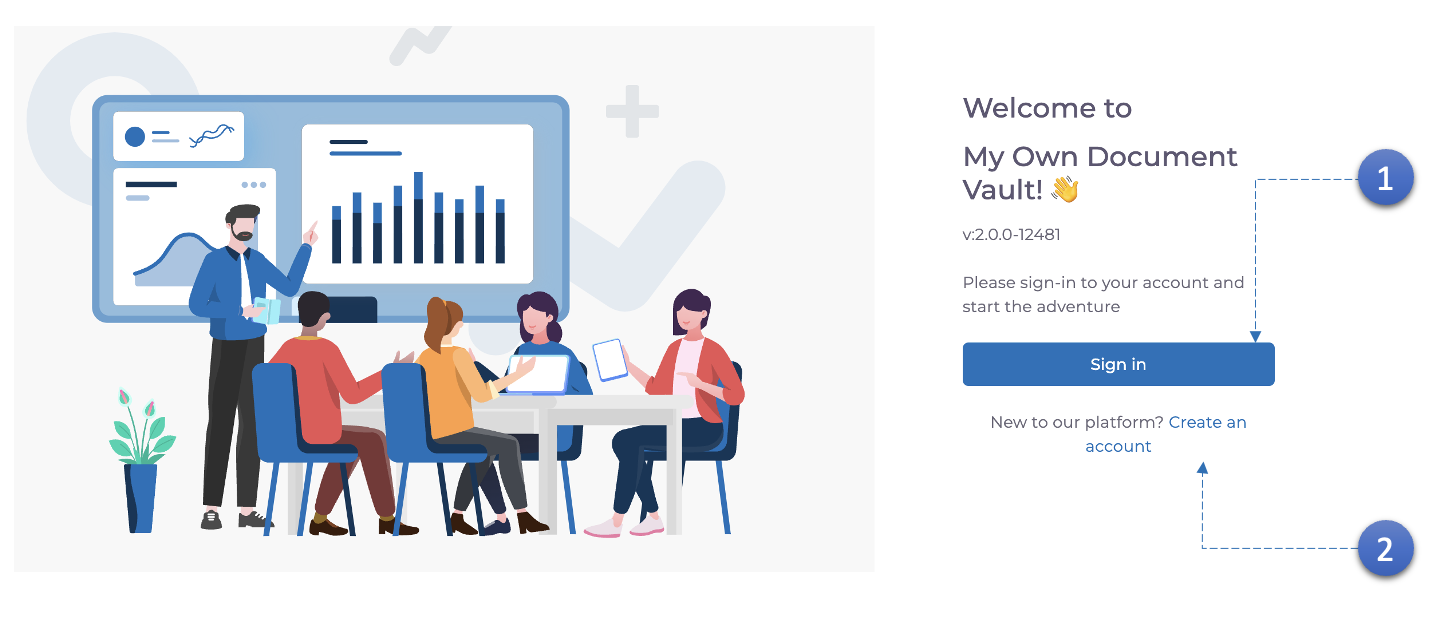 Welcome to
My Own Document
Vault! 👋
v:2.0.0-12481
Please sign-in to your account and
start the adventure
Sign in
New to our platform? Create an
account
1
2